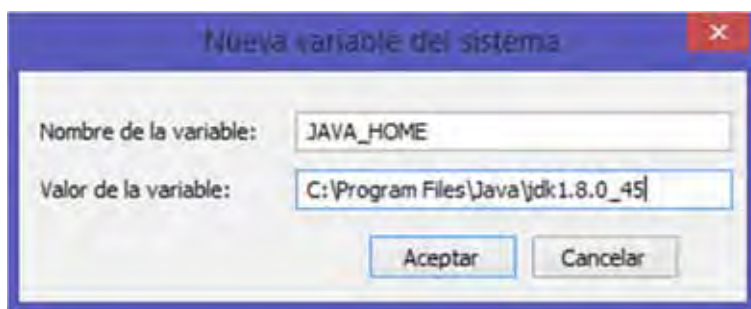 Nueva variable del sistema
Nombre de la variable: JAVA_HOME
Valor de la variable: C:\Program Files\Java\jdk1.8.0_45
Aceptar Cancelar